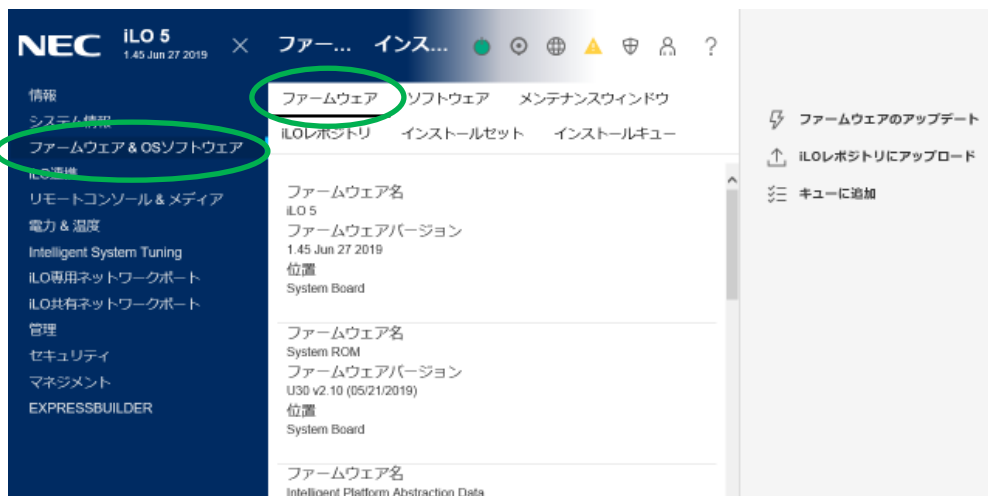 NEC
iLO 5
1.45 Jun 27 2019
ファー... インス...
情報
システム情報
ファームウェア & OSソフトウェア
iLO連携
リモートコンソール & メディア
電力 & 温度
Intelligent System Tuning
iLO専用ネットワークポート
iLO共有ネットワークポート
管理
セキュリティ
マネジメント
EXPRESSBUILDER
ファームウェア ソフトウェア メンテナンスウィンドウ
iLOレポジトリ インストールセット インストールキュー
ファームウェア名
iLO 5
ファームウェアバージョン
1.45 Jun 27 2019
位置
System Board
ファームウェア名
System ROM
ファームウェアバージョン
U30 v2.10 (05/21/2019)
位置
System Board
ファームウェア名
Intelligent Platform Abstraction Data
ファームウェアのアップデート
iLOレポジトリにアップロード
キューに追加